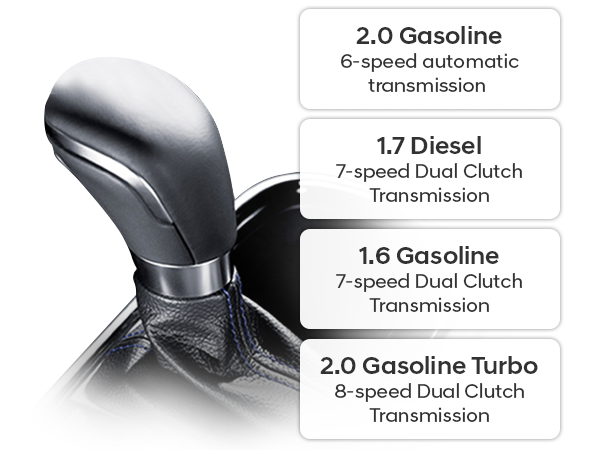 2.0 Gasoline
6-speed automatic
transmission
1.7 Diesel
7-speed Dual Clutch
Transmission
1.6 Gasoline
7-speed Dual Clutch
Transmission
2.0 Gasoline Turbo
8-speed Dual Clutch
Transmission